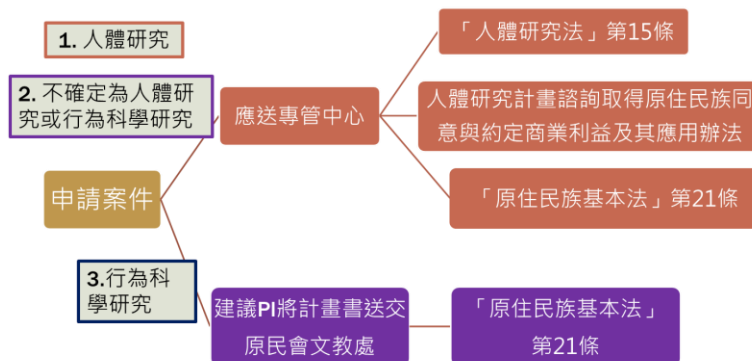 1. 人體研究
2. 不確定為人體研
究或行為科學研究
申請案件
3.行為科
學研究
應送專管中心
建議PI將計畫書送交
原民會文教處
「人體研究法」第15條
人體研究計畫諮詢取得原住民族同
意與約定商業利益及其應用辦法
「原住民族基本法」第21條
「原住民族基本法」
第21條